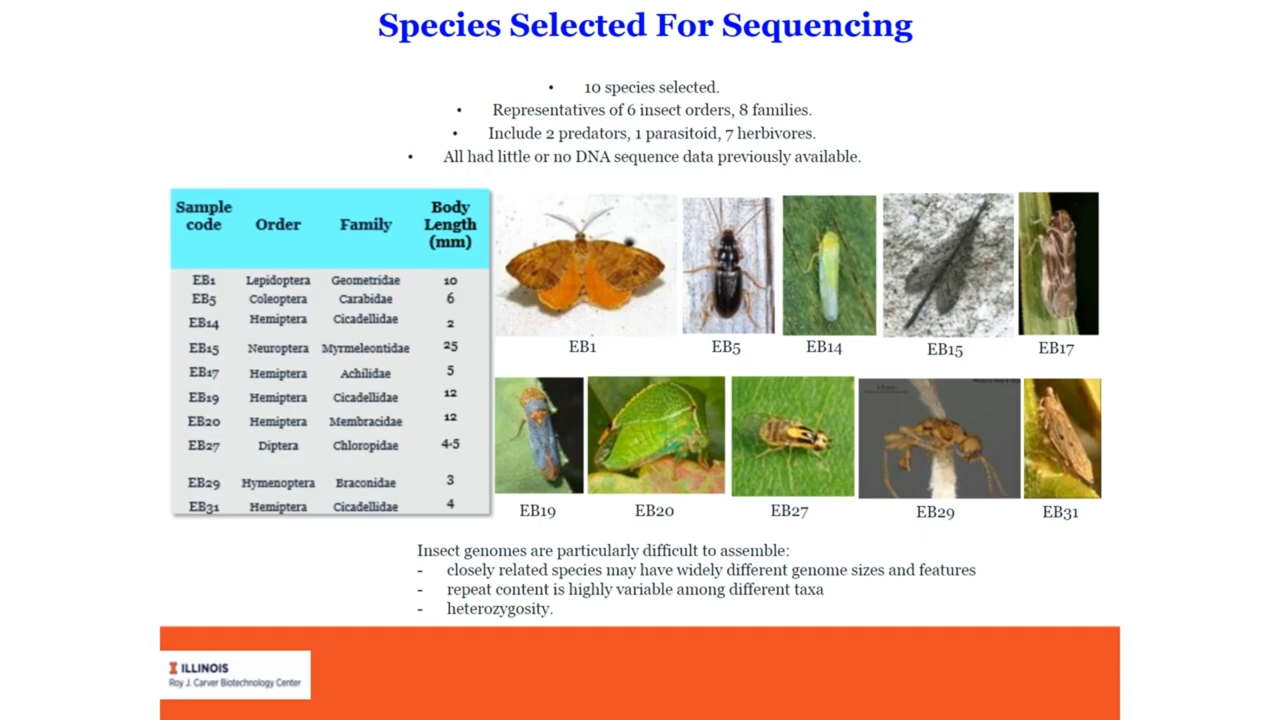 Species Selected For Sequencing
• 10 species selected.
• Representatives of 6 insect orders, 8 families.
• Include 2 predators, 1 parasitoid, 7 herbivores.
• All had little or no DNA sequence data previously available.
Sample code Order Family Body Length (mm)
EB1 Lepidoptera Geometridae 10
EB5 Coleoptera Carabidae 6
EB14 Hemiptera Cicadellidae 2
EB15 Neuroptera Myrmeleontidae 25
EB17 Hemiptera Achilidae 5
EB19 Hemiptera Cicadellidae 12
EB20 Hemiptera Membracidae 12
EB27 Diptera Chloropidae 4-5
EB29 Hymenoptera Braconidae 3
EB31 Hemiptera Cicadellidae 4
EB1 EB5 EB14 EB15 EB17
EB19 EB20 EB27 EB29 EB31
Insect genomes are particularly difficult to assemble:
- closely related species may have widely different genome sizes and features
- repeat content is highly variable among different taxa
- heterozygosity.
I ILLINOIS
Roy J. Carver Biotechnology Center